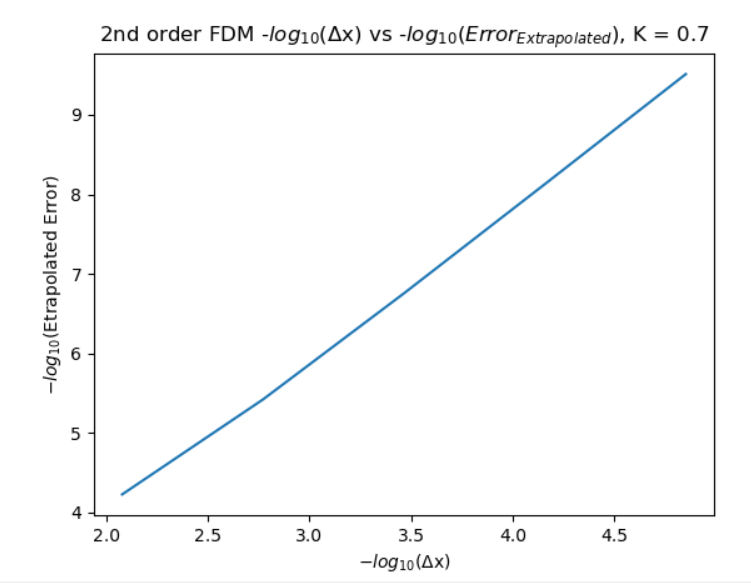 2nd order FDM -log₁₀(Δx) vs -log₁₀(Error_Extrapolated), K = 0.7
9
8
7
6
5
4
−log₁₀(Etrapolated Error)
2.0 2.5 3.0 3.5 4.0 4.5
−log₁₀(Δx)